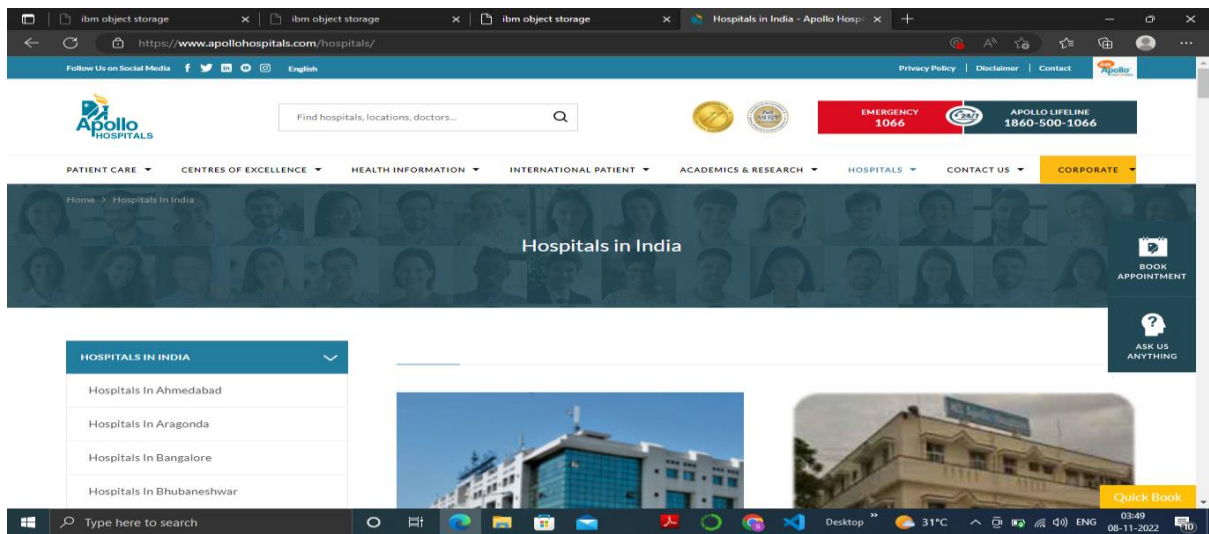 ibm object storage
ibm object storage
ibm object storage
Hospitals in India - Apollo Hospi
https://www.apollohospitals.com/hospitals/
Follow Us on Social Media
English
Privacy Policy | Disclaimer | Contact
Apollo
HOSPITALS
Find hospitals, locations, doctors...
EMERGENCY
1066
24/7
APOLLO LIFELINE
1860-500-1066
PATIENT CARE
CENTRES OF EXCELLENCE
HEALTH INFORMATION
INTERNATIONAL PATIENT
ACADEMICS & RESEARCH
HOSPITALS
CONTACT US
CORPORATE
Home > Hospitals In India
Hospitals in India
BOOK
APPOINTMENT
ASK US
ANYTHING
HOSPITALS IN INDIA
Hospitals In Ahmedabad
Hospitals In Aragonda
Hospitals In Bangalore
Hospitals In Bhubaneshwar
Quick Book
Type here to search
Desktop
31°C
ENG
03:49
08-11-2022